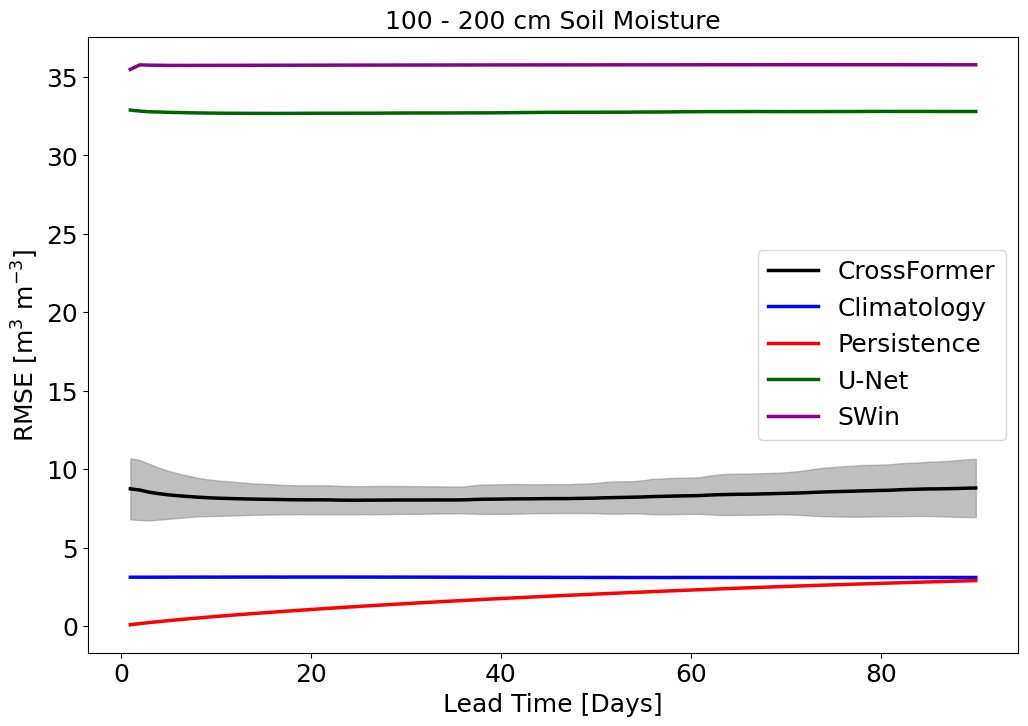 100 - 200 cm Soil Moisture
RMSE [m³ m⁻³]
35
30
25
20
15
10
5
0
CrossFormer
Climatology
Persistence
U-Net
SWin
0 20 40 60 80
Lead Time [Days]